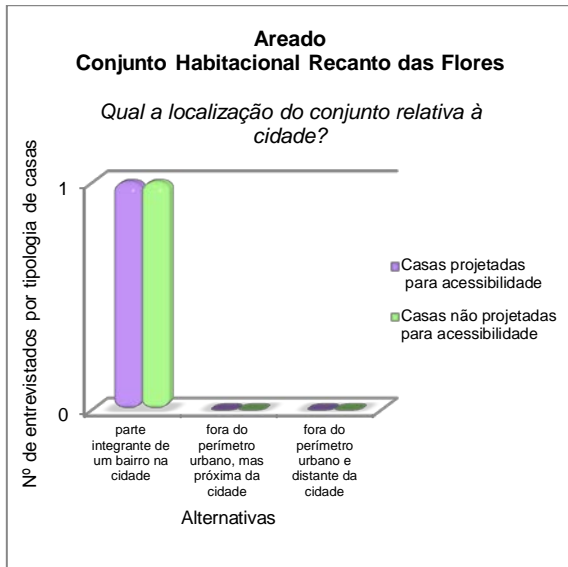 Areado
Conjunto Habitacional Recanto das Flores
Qual a localização do conjunto relativa à
cidade?
Nº de entrevistados por tipologia de casas
1
0
parte
integrante de
um bairro na
cidade
fora do
perímetro
urbano, mas
próxima da
cidade
fora do
perímetro
urbano e
distante da
cidade
Alternativas
Casas projetadas
para acessibilidade
Casas não projetadas
para acessibilidade